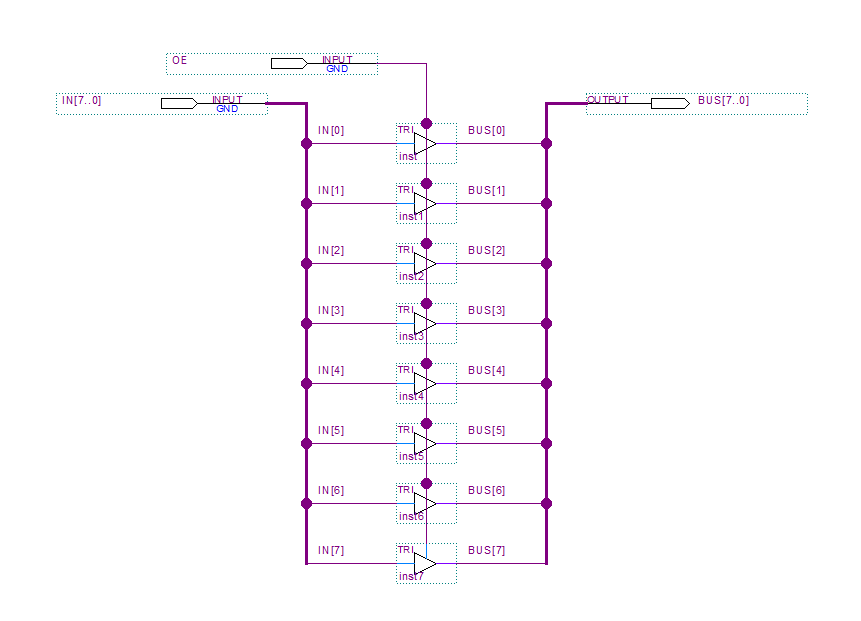 OE INPUT
GND
IN[7..0] INPUT
GND
OUTPUT BUS[7..0]
IN[0] TRI BUS[0]
inst
IN[1] TRI BUS[1]
inst1
IN[2] TRI BUS[2]
inst2
IN[3] TRI BUS[3]
inst3
IN[4] TRI BUS[4]
inst4
IN[5] TRI BUS[5]
inst5
IN[6] TRI BUS[6]
inst6
IN[7] TRI BUS[7]
inst7